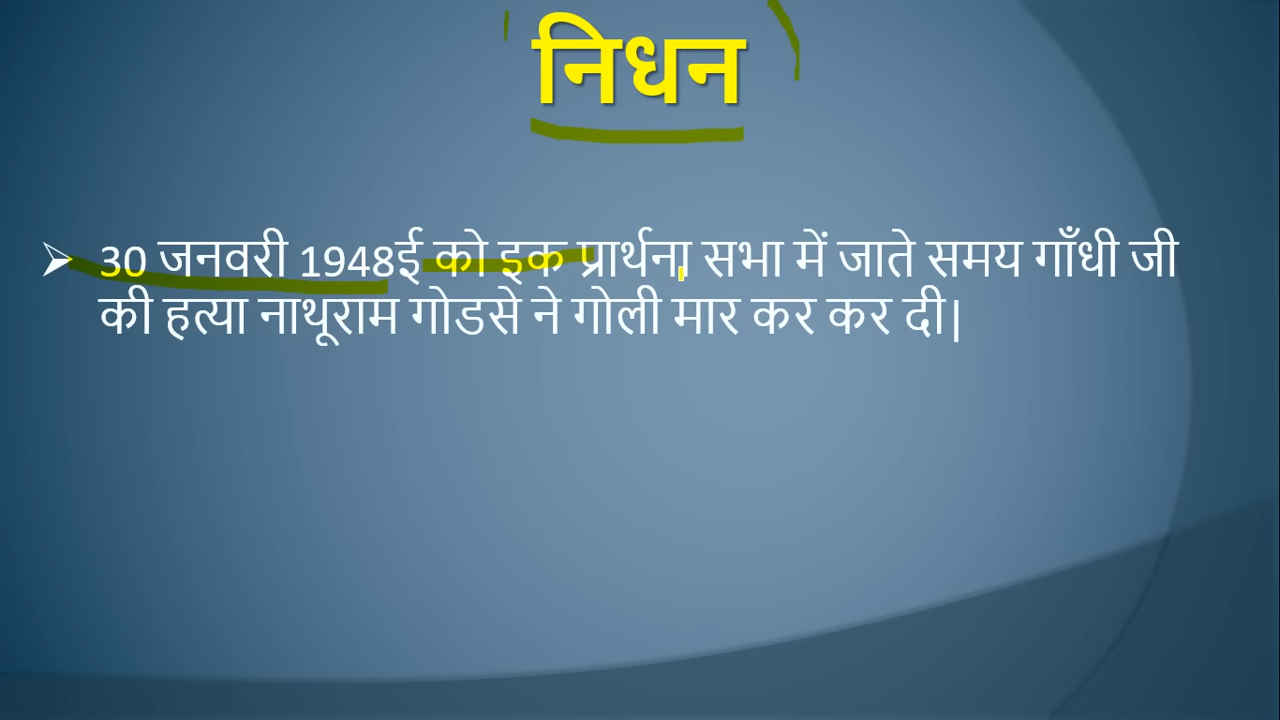 निधन
➢ 30 जनवरी 1948ई को इक प्रार्थना सभा में जाते समय गाँधी जी
की हत्या नाथूराम गोडसे ने गोली मार कर कर दी|